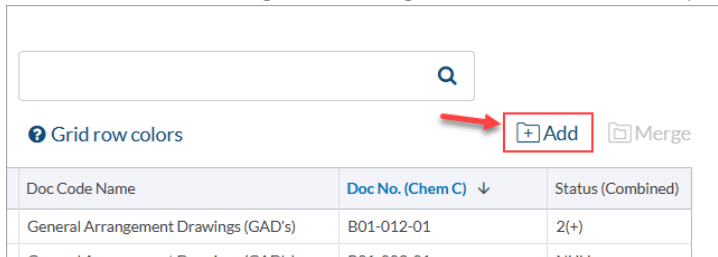 Grid row colors
Add Merge
Doc Code Name Doc No. (Chem C) Status (Combined)
General Arrangement Drawings (GAD's) B01-012-01 2(+)